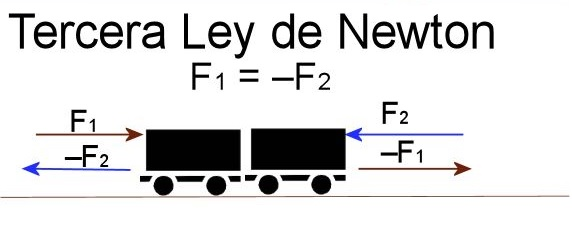 Tercera Ley de Newton
F₁ = –F₂
F₁
F₂
–F₂
–F₁